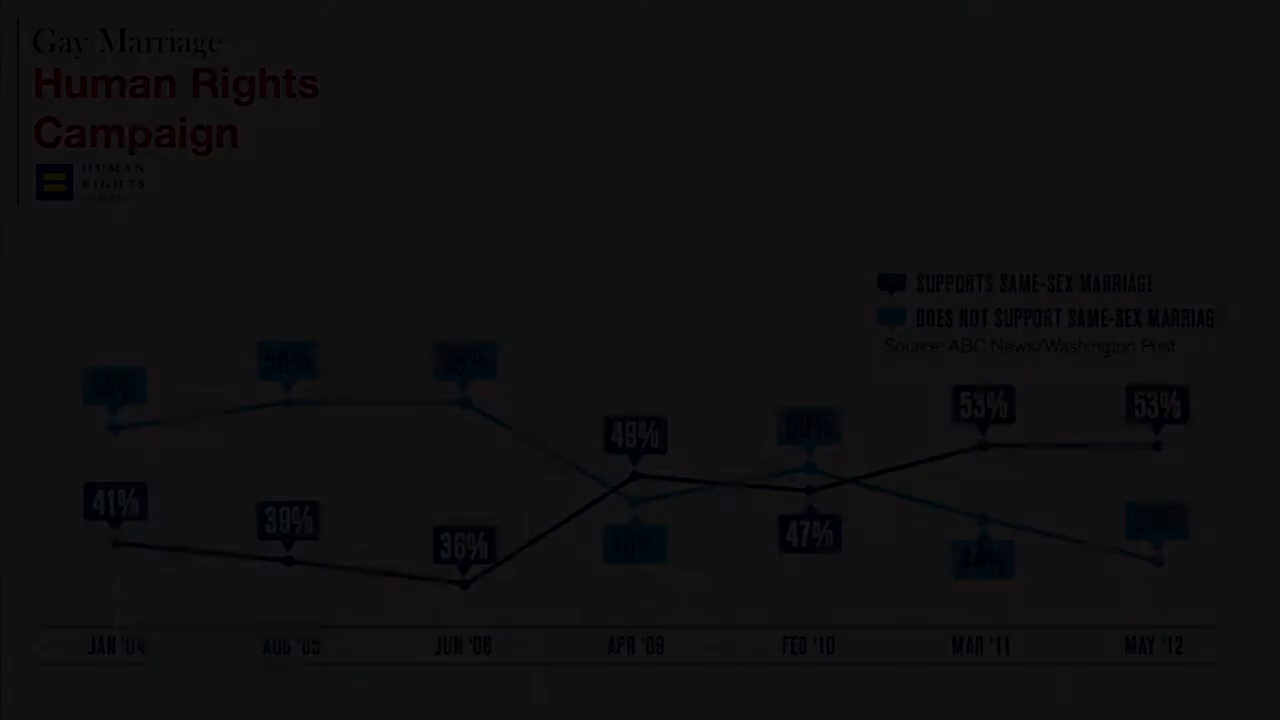 Gay Marriage
Human Rights
Campaign
HUMAN
RIGHTS
SUPPORTS SAME-SEX MARRIAGE
DOES NOT SUPPORT SAME-SEX MARRIAG
Source: ABC News/Washington Post
53% 53%
49%
41%
39%
36%
47%
JAN '04 AUG '05 JUN '06 APR '09 FEB '10 MAR '11 MAY '12